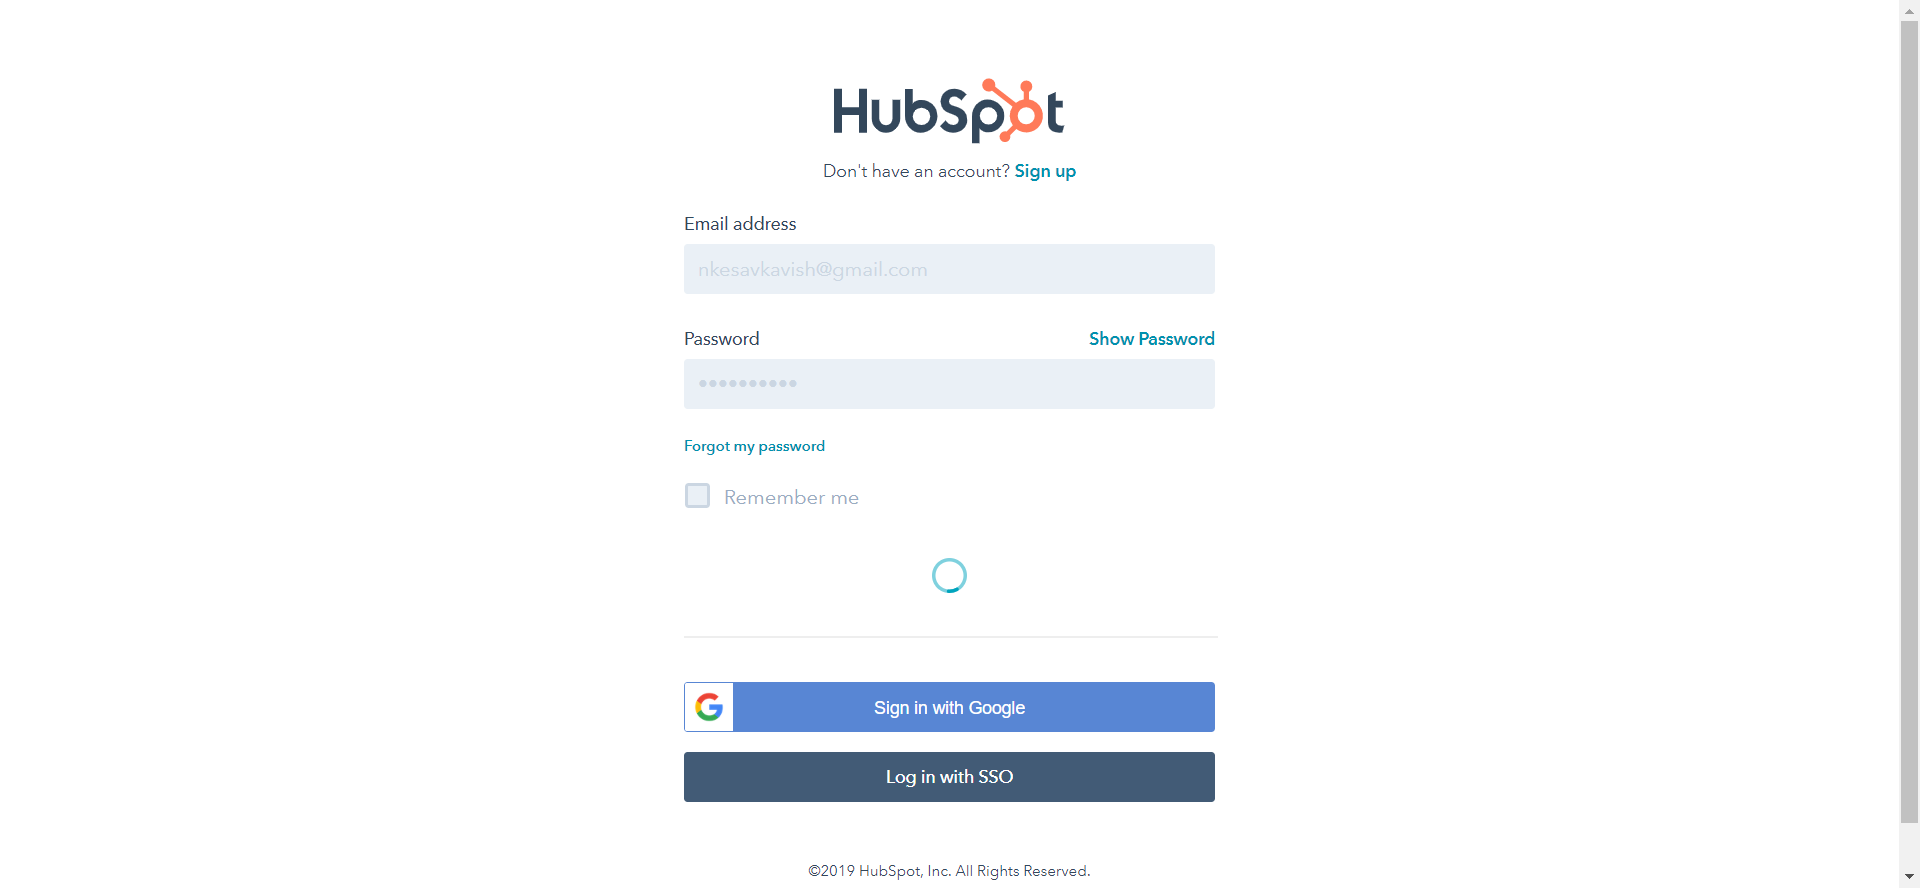 HubSpot
Don't have an account? Sign up
Email address
nkesavkavish@gmail.com
Password Show Password
••••••••••
Forgot my password
Remember me
Sign in with Google
Log in with SSO
©2019 HubSpot, Inc. All Rights Reserved.